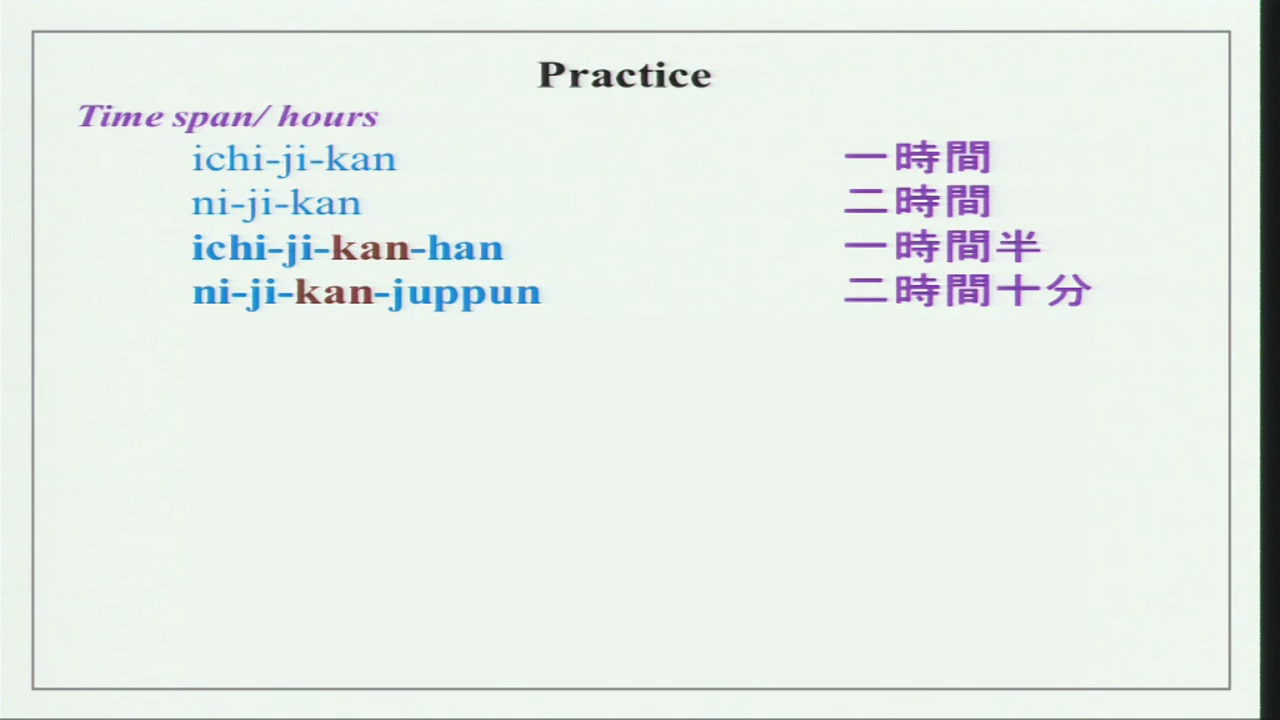 Practice
Time span/ hours
ichi-ji-kan 一時間
ni-ji-kan 二時間
ichi-ji-kan-han 一時間半
ni-ji-kan-juppun 二時間十分